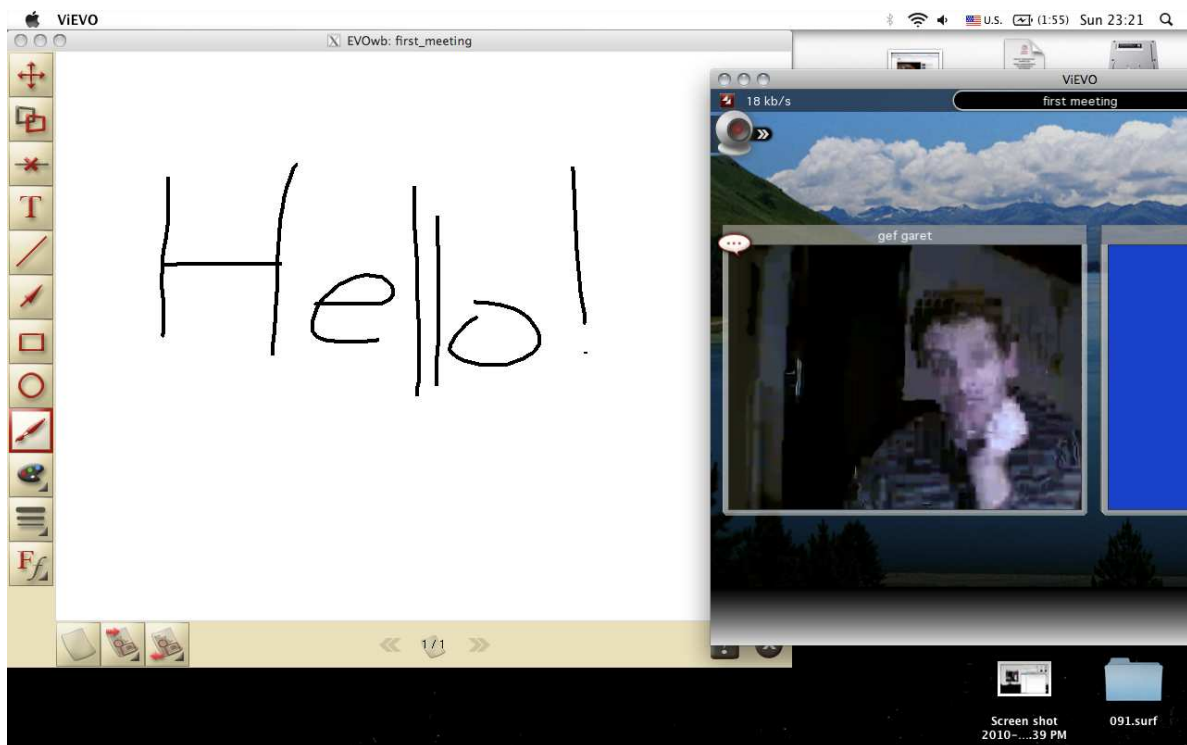 ViEVO
U.S. (1:55) Sun 23:21
EVOwb: first_meeting
ViEVO
18 kb/s
first meeting
gef garet
T
Hello!
Ff
1/1
Screen shot
2010-....39 PM
091.surf